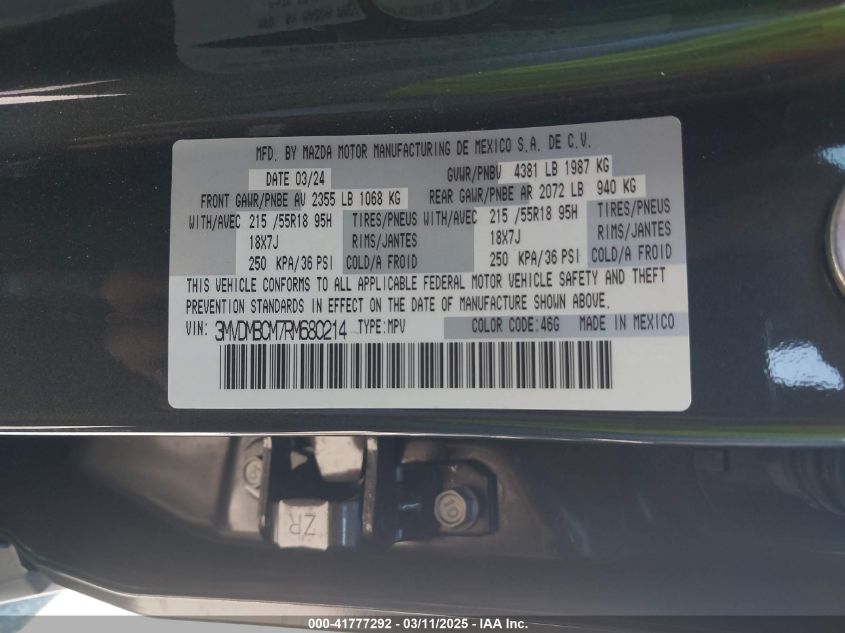 MFD. BY MAZDA MOTOR MANUFACTURING DE MEXICO S.A. DE C.V.
DATE 03/24 GVWR/PNBV 4381 LB 1987 KG
FRONT GAWR/PNBE AV 2355 LB 1068 KG REAR GAWR/PNBE AR 2072 LB 940 KG
WITH/AVEC 215 /55R18 95H TIRES/PNEUS WITH/AVEC 215 /55R18 95H TIRES/PNEUS
18X7J RIMS/JANTES 18X7J RIMS/JANTES
250 KPA/36 PSI COLD/A FROID 250 KPA/36 PSI COLD/A FROID
THIS VEHICLE CONFORMS TO ALL APPLICABLE FEDERAL MOTOR VEHICLE SAFETY AND THEFT
PREVENTION STANDARDS IN EFFECT ON THE DATE OF MANUFACTURE SHOWN ABOVE.
VIN: 3MVDMBCM7RM680214 TYPE:MPV COLOR CODE:46G MADE IN MEXICO
ZR
000-41777292 - 03/11/2025 - IAA Inc.